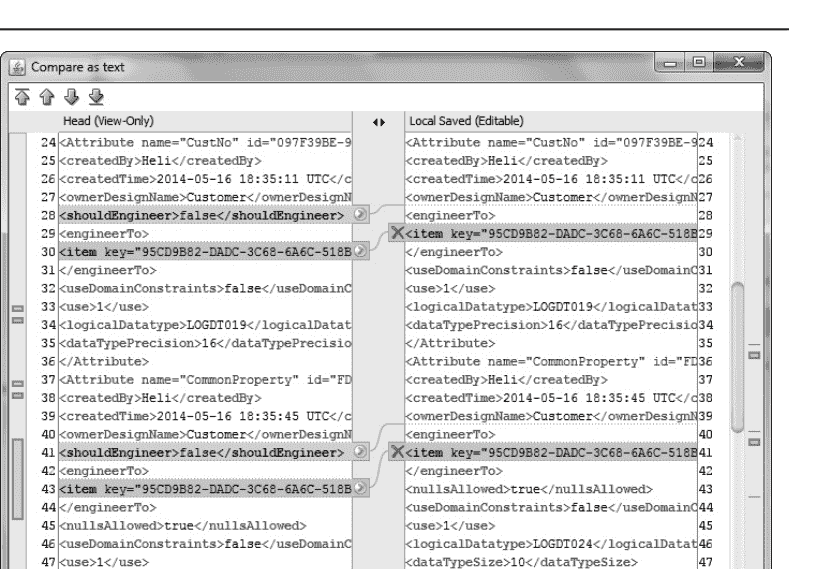 Compare as text
Head (View-Only)
24 <Attribute name="CustNo" id="097F39BE-9
25 <createdBy>Heli</createdBy>
26 <createdTime>2014-05-16 18:35:11 UTC</c
27 <ownerDesignName>Customer</ownerDesignN
28 <shouldEngineer>false</shouldEngineer>
29 <engineerTo>
30 <item key="95CD9B82-DADC-3C68-6A6C-518B
31 </engineerTo>
32 <useDomainConstraints>false</useDomainC
33 <use>1</use>
34 <logicalDatatype>LOGDT019</logicalDatat
35 <dataTypePrecision>16</dataTypePrecisio
36 </Attribute>
37 <Attribute name="CommonProperty" id="FD
38 <createdBy>Heli</createdBy>
39 <createdTime>2014-05-16 18:35:45 UTC</c
40 <ownerDesignName>Customer</ownerDesignN
41 <shouldEngineer>false</shouldEngineer>
42 <engineerTo>
43 <item key="95CD9B82-DADC-3C68-6A6C-518B
44 </engineerTo>
45 <nullsAllowed>true</nullsAllowed>
46 <useDomainConstraints>false</useDomainC
47 <use>1</use>
Local Saved (Editable)
<Attribute name="CustNo" id="097F39BE-9 24
<createdBy>Heli</createdBy> 25
<createdTime>2014-05-16 18:35:11 UTC</c 26
<ownerDesignName>Customer</ownerDesignN 27
<engineerTo> 28
<item key="95CD9B82-DADC-3C68-6A6C-518B 29
</engineerTo> 30
<useDomainConstraints>false</useDomainC 31
<use>1</use> 32
<logicalDatatype>LOGDT019</logicalDatat 33
<dataTypePrecision>16</dataTypePrecisio 34
</Attribute> 35
<Attribute name="CommonProperty" id="FD 36
<createdBy>Heli</createdBy> 37
<createdTime>2014-05-16 18:35:45 UTC</c 38
<ownerDesignName>Customer</ownerDesignN 39
<engineerTo> 40
<item key="95CD9B82-DADC-3C68-6A6C-518B 41
</engineerTo> 42
<nullsAllowed>true</nullsAllowed> 43
<useDomainConstraints>false</useDomainC 44
<use>1</use> 45
<logicalDatatype>LOGDT024</logicalDatat 46
<dataTypeSize>10</dataTypeSize> 47